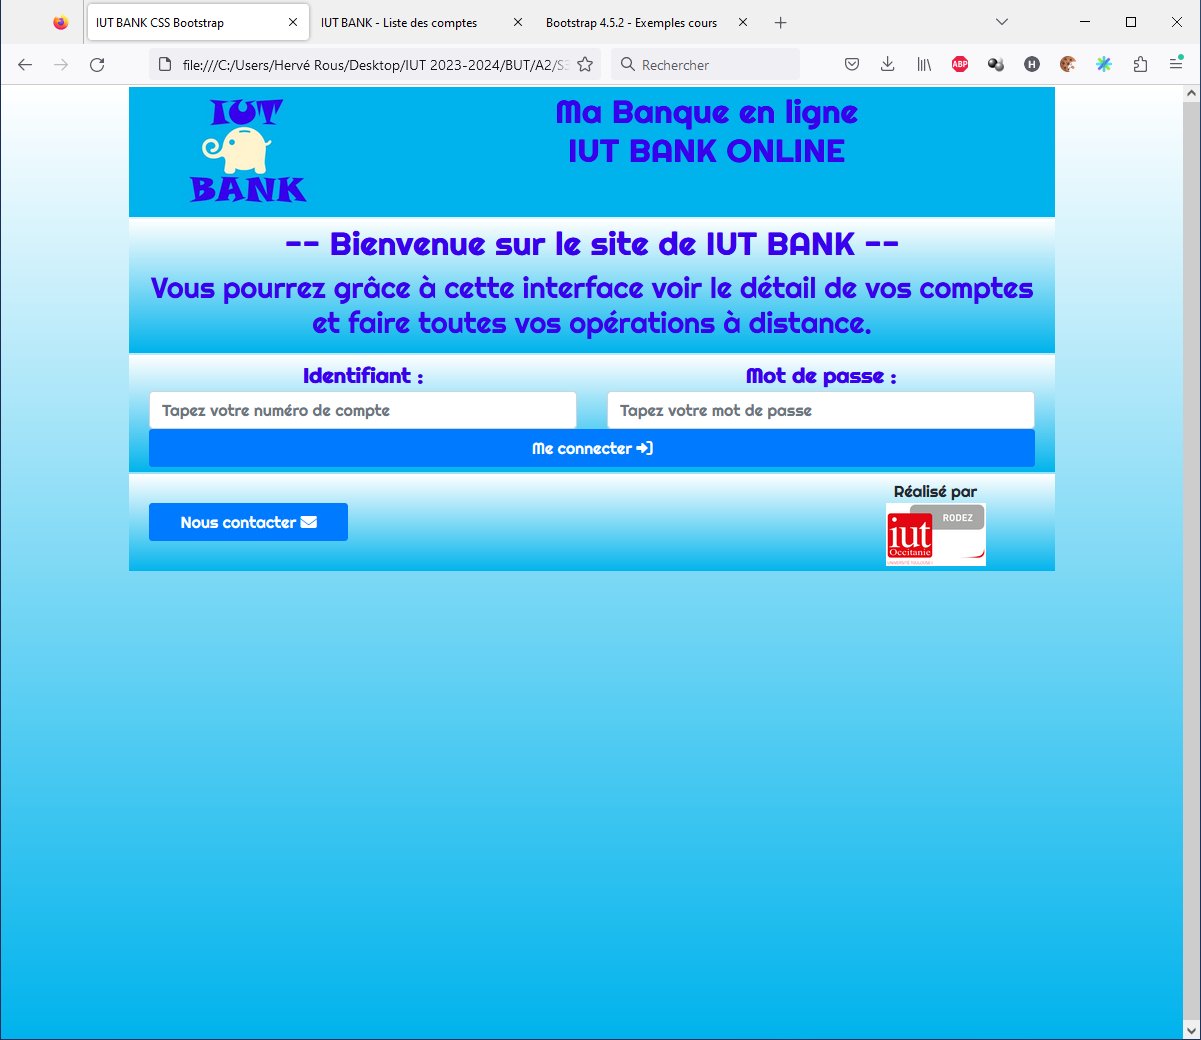 IUT BANK CSS Bootstrap
IUT BANK - Liste des comptes
Bootstrap 4.5.2 - Exemples cours
file:///C:/Users/Hervé Rous/Desktop/IUT 2023-2024/BUT/A2/S3
Rechercher
ABP
H
IUT
BANK
Ma Banque en ligne
IUT BANK ONLINE
-- Bienvenue sur le site de IUT BANK --
Vous pourrez grâce à cette interface voir le détail de vos comptes
et faire toutes vos opérations à distance.
Identifiant :
Mot de passe :
Tapez votre numéro de compte
Tapez votre mot de passe
Me connecter
Nous contacter
Réalisé par
RODEZ
iut
Occitanie